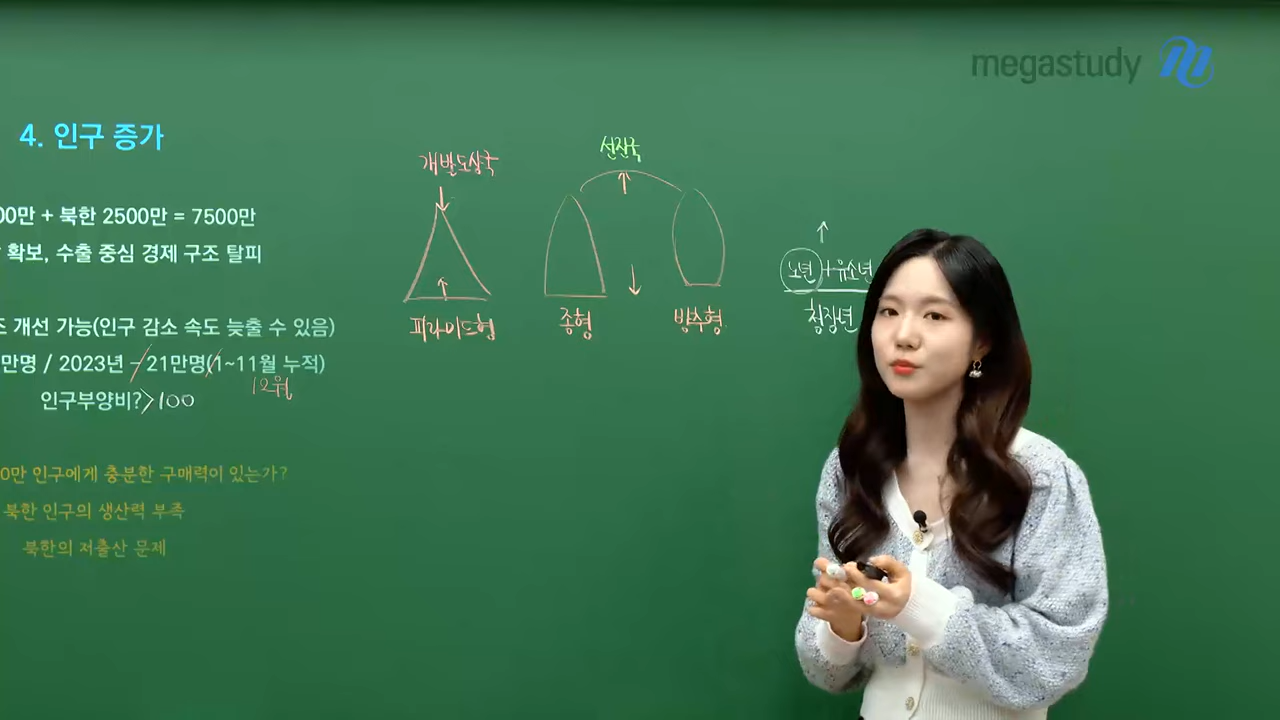 megastudy
4. 인구 증가
00만 + 북한 2500만 = 7500만
확보, 수출 중심 경제 구조 탈피
조 개선 가능(인구 감소 속도 늦출 수 있음)
만명 / 2023년 - 21만명(1~11월 누적)
12월
인구부양비?>100
0만 인구에게 충분한 구매력이 있는가?
북한 인구의 생산력 부족
북한의 저출산 문제
개발도상국
선진국
피라미드형
종형
방추형
노년+유소년
청장년